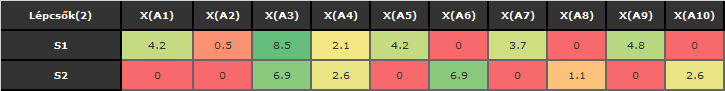 Lépcsők(2) X(A1) X(A2) X(A3) X(A4) X(A5) X(A6) X(A7) X(A8) X(A9) X(A10)
S1 4.2 0.5 8.5 2.1 4.2 0 3.7 0 4.8 0
S2 0 0 6.9 2.6 0 6.9 0 1.1 0 2.6